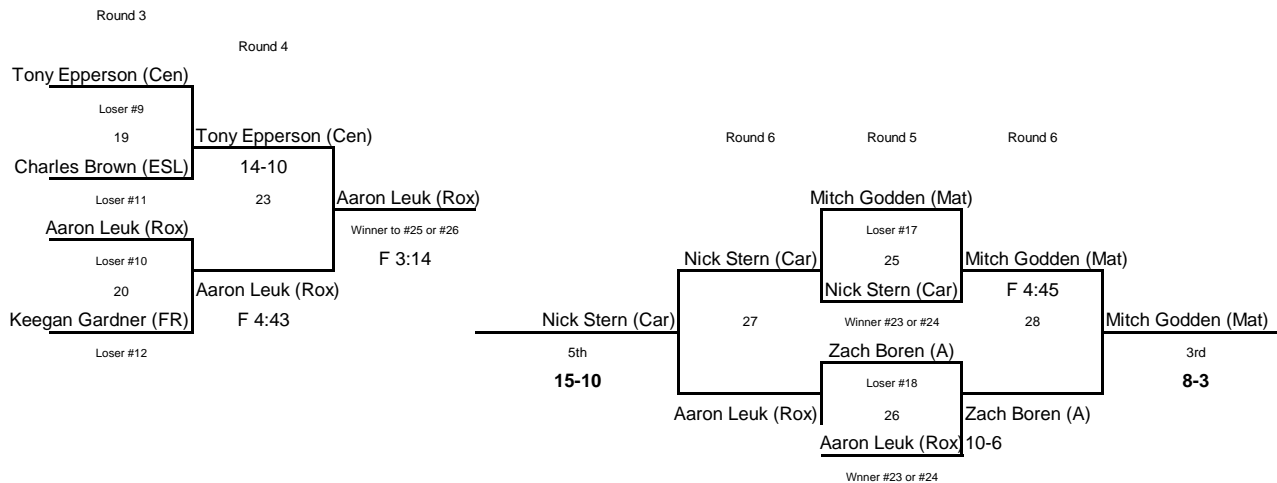 Round 3
Round 4
Tony Epperson (Cen)
Loser #9
19
Tony Epperson (Cen)
Round 6
Round 5
Round 6
Charles Brown (ESL)
14-10
Loser #11
23
Aaron Leuk (Rox)
Mitch Godden (Mat)
Aaron Leuk (Rox)
Winner to #25 or #26
Loser #17
Loser #10
F 3:14
Nick Stern (Car)
25
Mitch Godden (Mat)
20
Aaron Leuk (Rox)
Nick Stern (Car)
F 4:45
Keegan Gardner (FR)
F 4:43
Nick Stern (Car)
27
Winner #23 or #24
28
Mitch Godden (Mat)
Loser #12
5th
Zach Boren (A)
3rd
15-10
Loser #18
8-3
Aaron Leuk (Rox)
26
Zach Boren (A)
Aaron Leuk (Rox)
10-6
Wnner #23 or #24